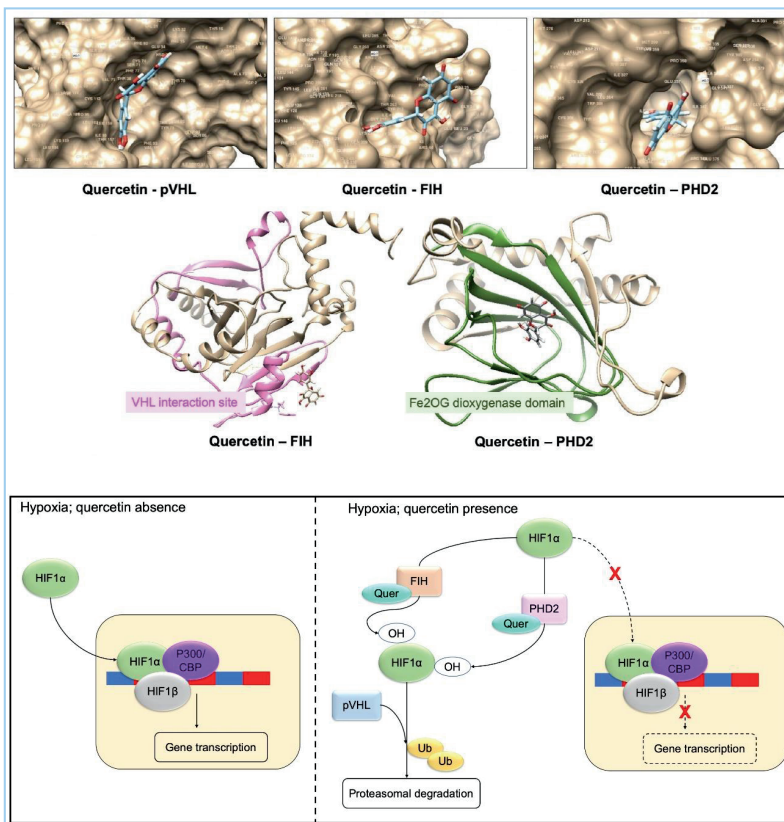 Quercetin - pVHL
Quercetin - FIH
Quercetin – PHD2
VHL interaction site
Fe2OG dioxygenase domain
Quercetin – FIH
Quercetin – PHD2
Hypoxia; quercetin absence
HIF1α
HIF1α
P300/
CBP
HIF1β
Gene transcription
Hypoxia; quercetin presence
HIF1α
FIH
Quer
PHD2
Quer
OH
HIF1α
OH
pVHL
Ub
Ub
Proteasomal degradation
X
HIF1α
P300/
CBP
HIF1β
X
Gene transcription